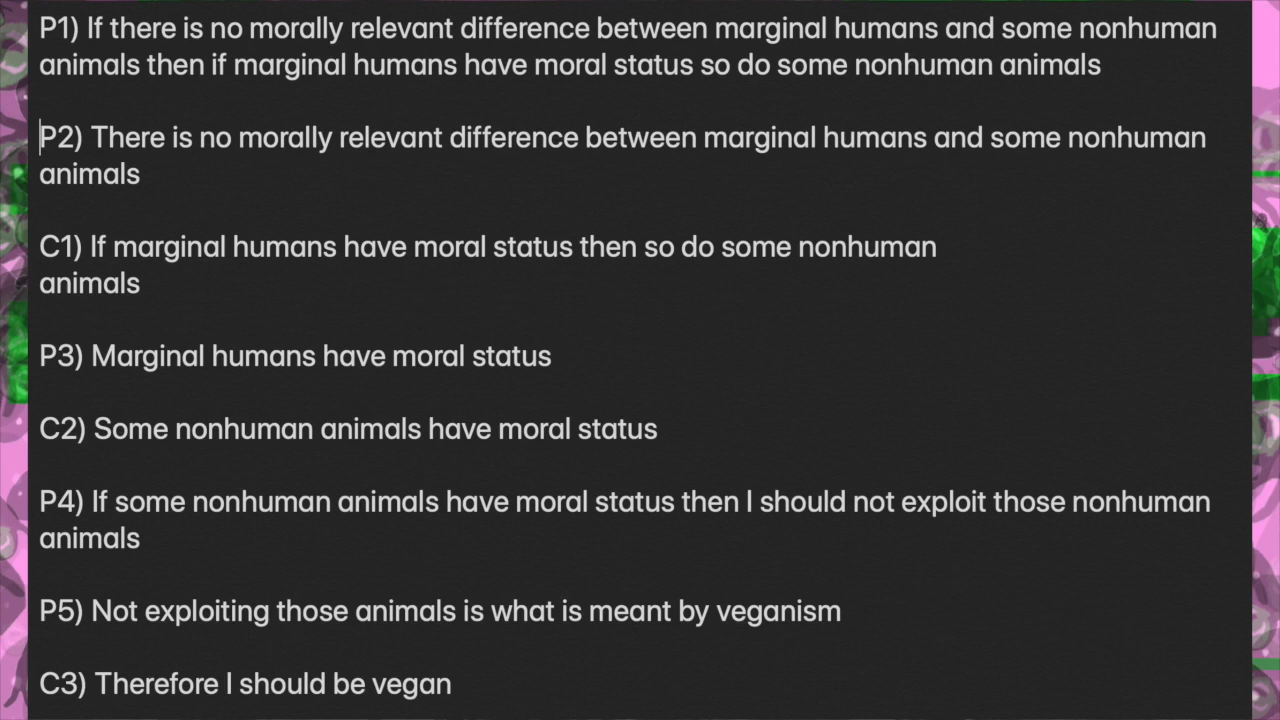 P1) If there is no morally relevant difference between marginal humans and some nonhuman
animals then if marginal humans have moral status so do some nonhuman animals
P2) There is no morally relevant difference between marginal humans and some nonhuman
animals
C1) If marginal humans have moral status then so do some nonhuman
animals
P3) Marginal humans have moral status
C2) Some nonhuman animals have moral status
P4) If some nonhuman animals have moral status then I should not exploit those nonhuman
animals
P5) Not exploiting those animals is what is meant by veganism
C3) Therefore I should be vegan